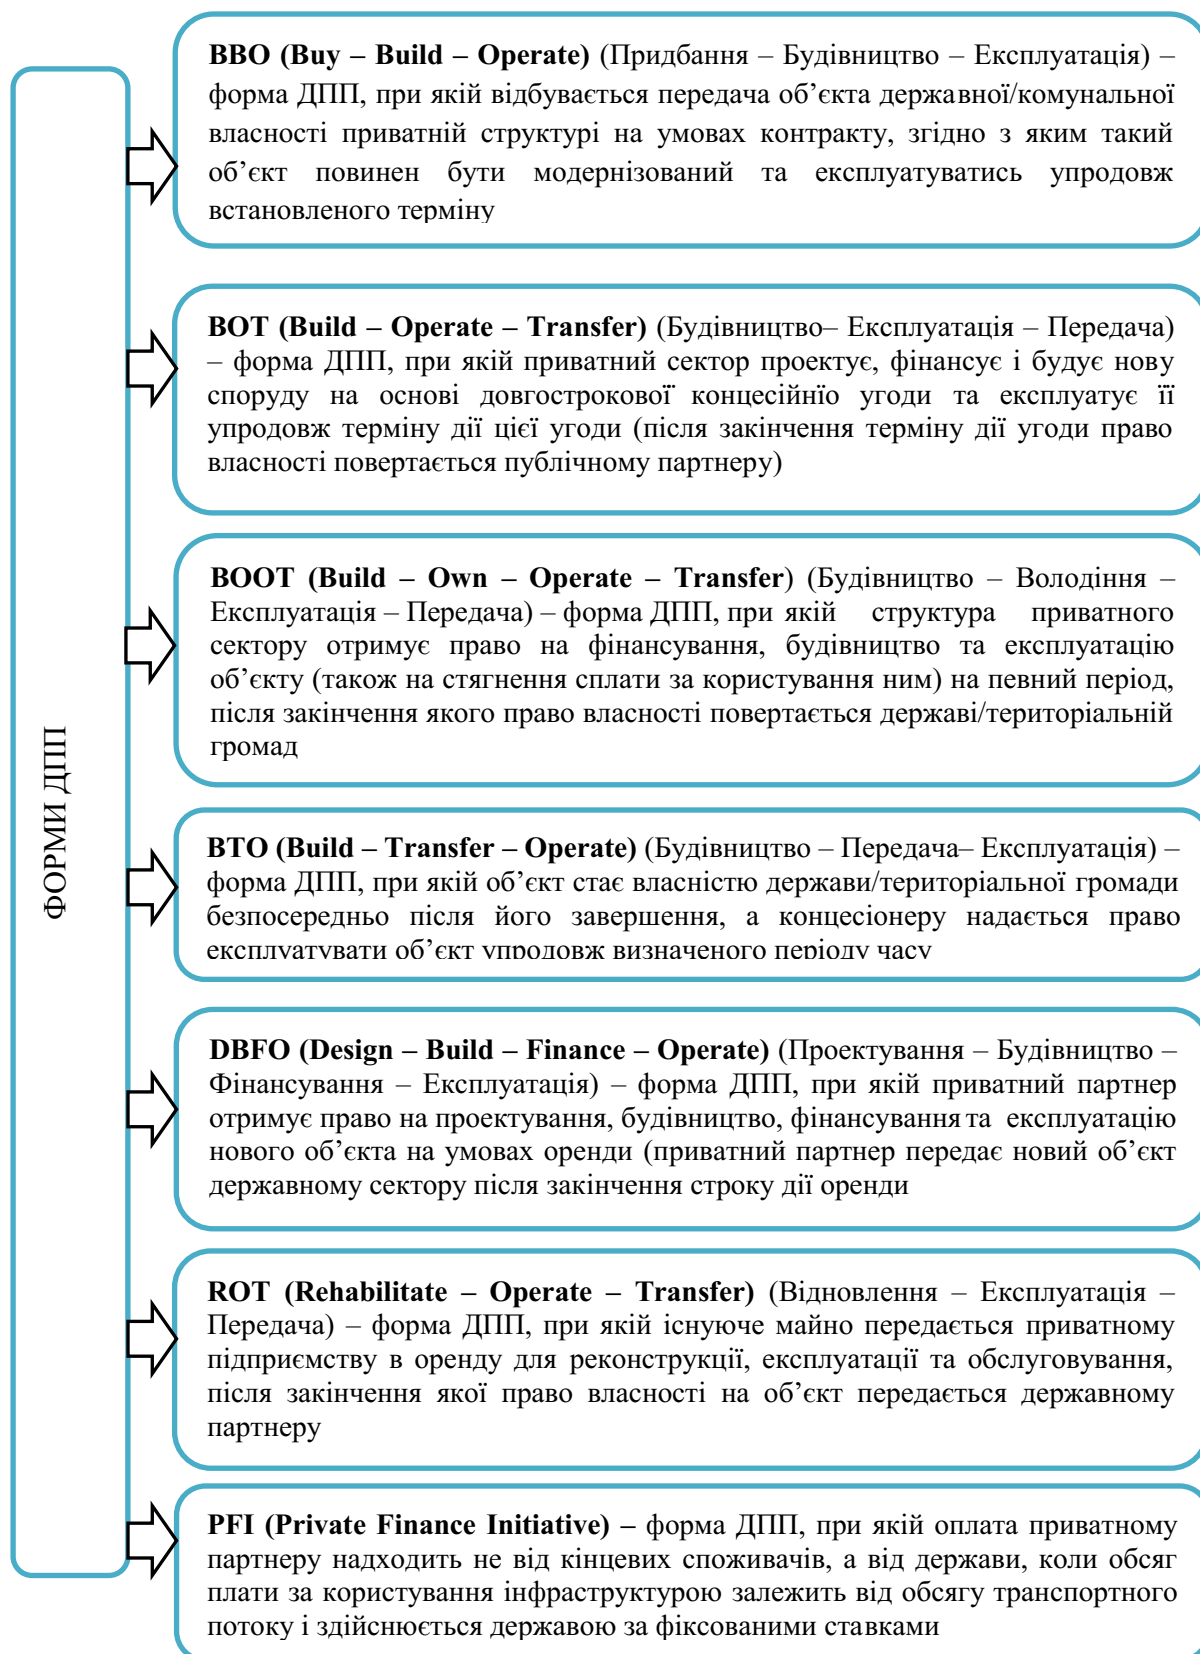 ФОРМИ ДПП
BBO (Buy – Build – Operate) (Придбання – Будівництво – Експлуатація) –
форма ДПП, при якій відбувається передача об’єкта державної/комунальної
власності приватній структурі на умовах контракту, згідно з яким такий
об’єкт повинен бути модернізований та експлуатуватись упродовж
встановленого терміну
BOT (Build – Operate – Transfer) (Будівництво– Експлуатація – Передача)
– форма ДПП, при якій приватний сектор проектує, фінансує і будує нову
споруду на основі довгострокової концесійнїо угоди та експлуатує її
упродовж терміну дії цієї угоди (після закінчення терміну дії угоди право
власності повертається публічному партнеру)
BOOT (Build – Own – Operate – Transfer) (Будівництво – Володіння –
Експлуатація – Передача) – форма ДПП, при якій структура приватного
сектору отримує право на фінансування, будівництво та експлуатацію
об’єкту (також на стягнення сплати за користування ним) на певний період,
після закінчення якого право власності повертається державі/територіальній
громад
BTO (Build – Transfer – Operate) (Будівництво – Передача– Експлуатація) –
форма ДПП, при якій об’єкт стає власністю держави/територіальної громади
безпосередньо після його завершення, а концесіонеру надається право
експлуатувати об’єкт упродовж визначеного періоду часу
DBFO (Design – Build – Finance – Operate) (Проектування – Будівництво –
Фінансування – Експлуатація) – форма ДПП, при якій приватний партнер
отримує право на проектування, будівництво, фінансування та експлуатацію
нового об’єкта на умовах оренди (приватний партнер передає новий об’єкт
державному сектору після закінчення строку дії оренди
ROT (Rehabilitate – Operate – Transfer) (Відновлення – Експлуатація –
Передача) – форма ДПП, при якій існуюче майно передається приватному
підприємству в оренду для реконструкції, експлуатації та обслуговування,
після закінчення якої право власності на об’єкт передається державному
партнеру
PFI (Private Finance Initiative) – форма ДПП, при якій оплата приватному
партнеру надходить не від кінцевих споживачів, а від держави, коли обсяг
плати за користування інфраструктурою залежить від обсягу транспортного
потоку і здійснюється державою за фіксованими ставками